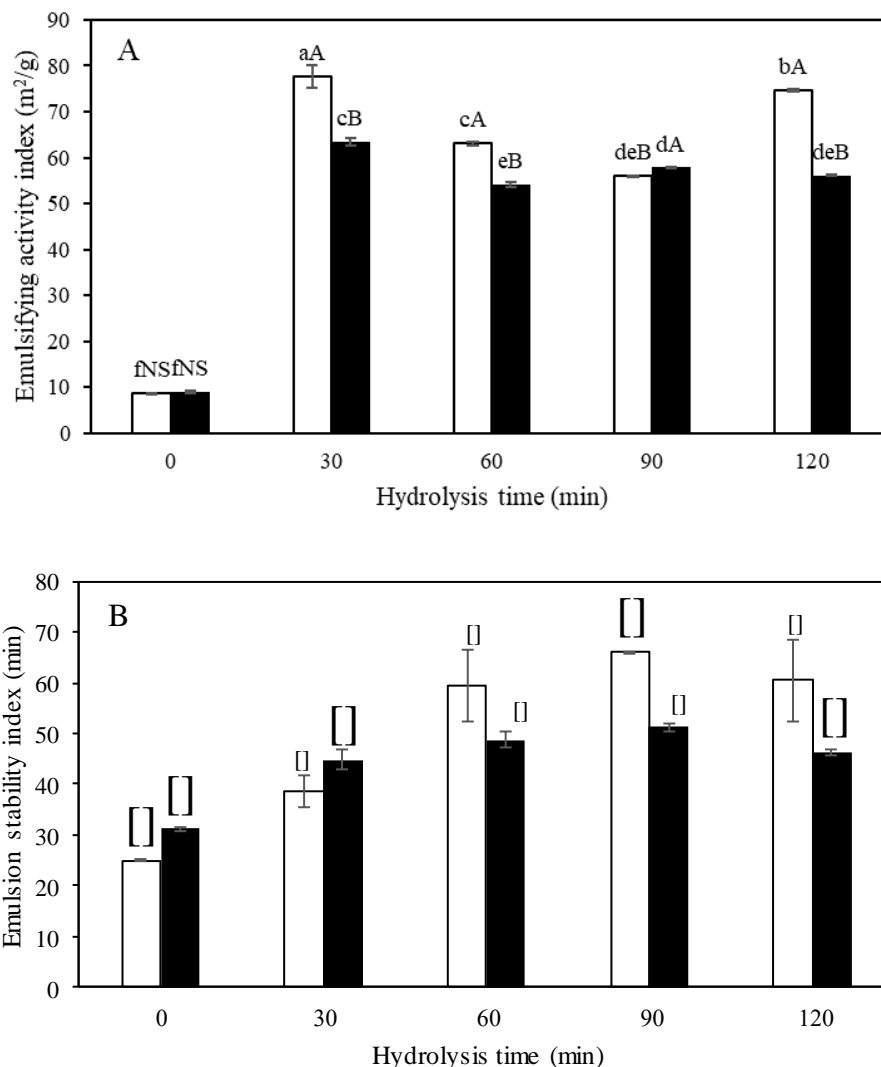 A
Emulsifying activity index (m²/g)
90
80
70
60
50
40
30
20
10
0
fNS fNS
aA
cB
cA
eB
deB
dA
bA
deB
0 30 60 90 120
Hydrolysis time (min)
B
Emulsion stability index (min)
80
70
60
50
40
30
20
10
0
[] []
[] []
[] []
[] []
[] []
0 30 60 90 120
Hydrolysis time (min)